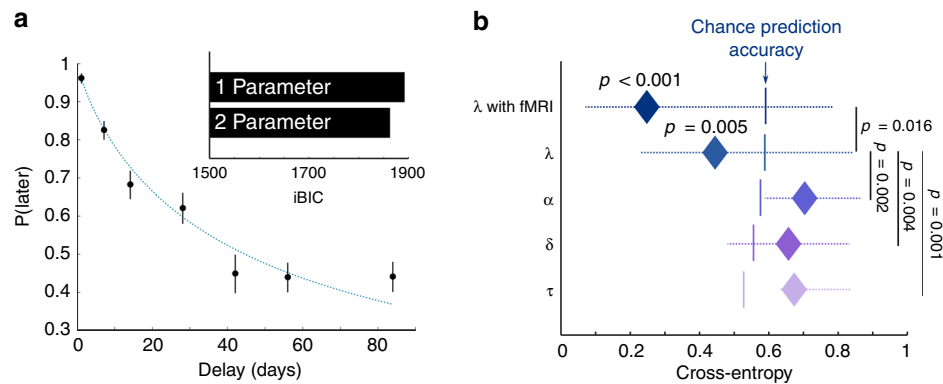 a
1
0.9
0.8
0.7
0.6
0.5
0.4
0.3
P(later)
0
20
40
60
80
Delay (days)
1 Parameter
2 Parameter
1500
1700
1900
iBIC
b
Chance prediction
accuracy
λ with fMRI
λ
α
δ
τ
p < 0.001
p = 0.005
p = 0.016
p = 0.002
p = 0.004
p = 0.001
0
0.2
0.4
0.6
0.8
1
Cross-entropy